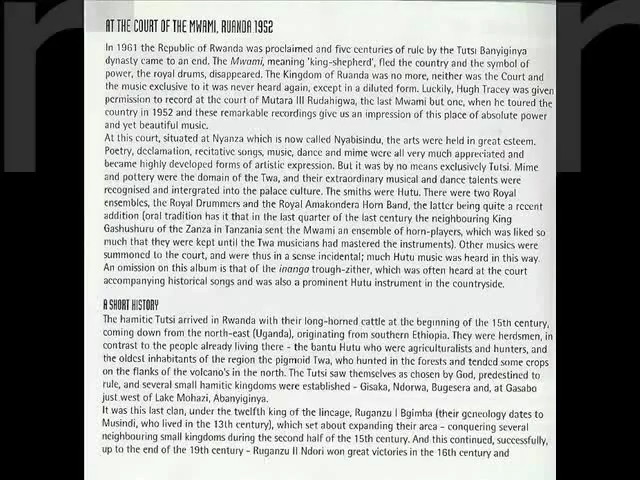 AT THE COURT OF THE MWAMI, RUANDA 1952
In 1961 the Republic of Rwanda was proclaimed and five centuries of rule by the Tutsi Banyiginya
dynasty came to an end. The Mwami, meaning 'king-shepherd', fled the country and the symbol of
power, the royal drums, disappeared. The Kingdom of Ruanda was no more, neither was the Court and
the music exclusive to it was never heard again, except in a diluted form. Luckily, Hugh Tracey was given
permission to record at the court of Mutara III Rudahigwa, the last Mwami but one, when he toured the
country in 1952 and these remarkable recordings give us an impression of this place of absolute power
and yet beautiful music.
At this court, situated at Nyanza which is now called Nyabisindu, the arts were held in great esteem.
Poetry, declamation, recitative songs, music, dance and mime were all very much appreciated and
became highly developed forms of artistic expression. But it was by no means exclusively Tutsi. Mime
and pottery were the domain of the Twa, and their extraordinary musical and dance talents were
recognised and intergrated into the palace culture. The smiths were Hutu. There were two Royal
ensembles, the Royal Drummers and the Royal Amakondera Horn Band, the latter being quite a recent
addition (oral tradition has it that in the last quarter of the last century the neighbouring King
Gashushuru of the Zanza in Tanzania sent the Mwami an ensemble of horn-players, which was liked so
much that they were kept until the Twa musicians had mastered the instruments). Other musics were
summoned to the court, and were thus in a sense incidental; much Hutu music was heard in this way.
An omission on this album is that of the inanga trough-zither, which was often heard at the court
accompanying historical songs and was also a prominent Hutu instrument in the countryside.
A SHORT HISTORY
The hamitic Tutsi arrived in Rwanda with their long-horned cattle at the beginning of the 15th century,
coming down from the north-east (Uganda), originating from southern Ethiopia. They were herdsmen, in
contrast to the people already living there - the bantu Hutu who were agriculturalists and hunters, and
the oldest inhabitants of the region the pigmoid Twa, who hunted in the forests and tended some crops
on the flanks of the volcano's in the north. The Tutsi saw themselves as chosen by God, predestined to
rule, and several small hamitic kingdoms were established - Gisaka, Ndorwa, Bugesera and, at Gasabo
just west of Lake Mohazi, Abanyiginya.
It was this last clan, under the twelfth king of the lineage, Ruganzu I Bgimba (their geneology dates to
Musindi, who lived in the 13th century), which set about expanding their area - conquering several
neighbouring small kingdoms during the second half of the 15th century. And this continued, successfully,
up to the end of the 19th century - Ruganzu II Ndori won great victories in the 16th century and